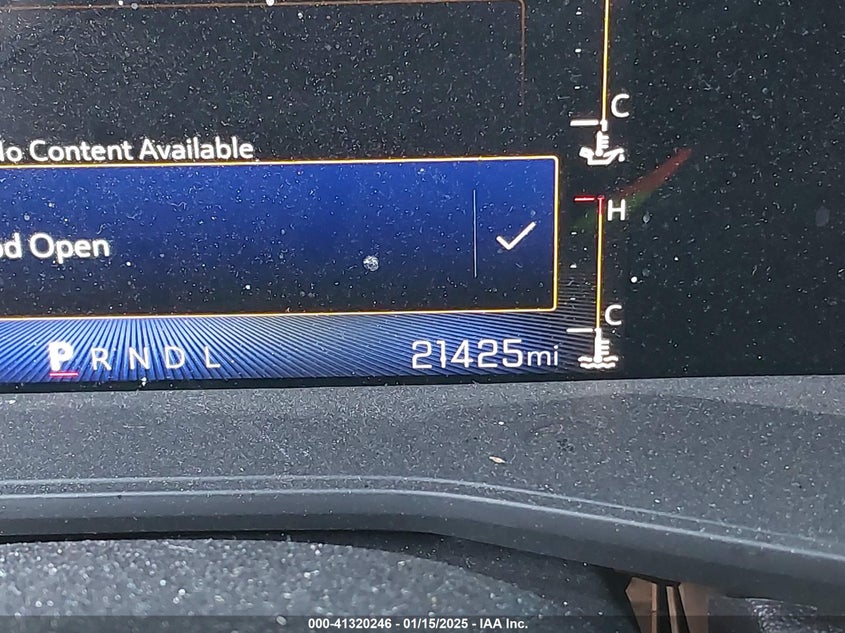 C
Content Available
H
Open
C
P R N D L
21425mi
000-41320246 - 01/15/2025 - IAA Inc.